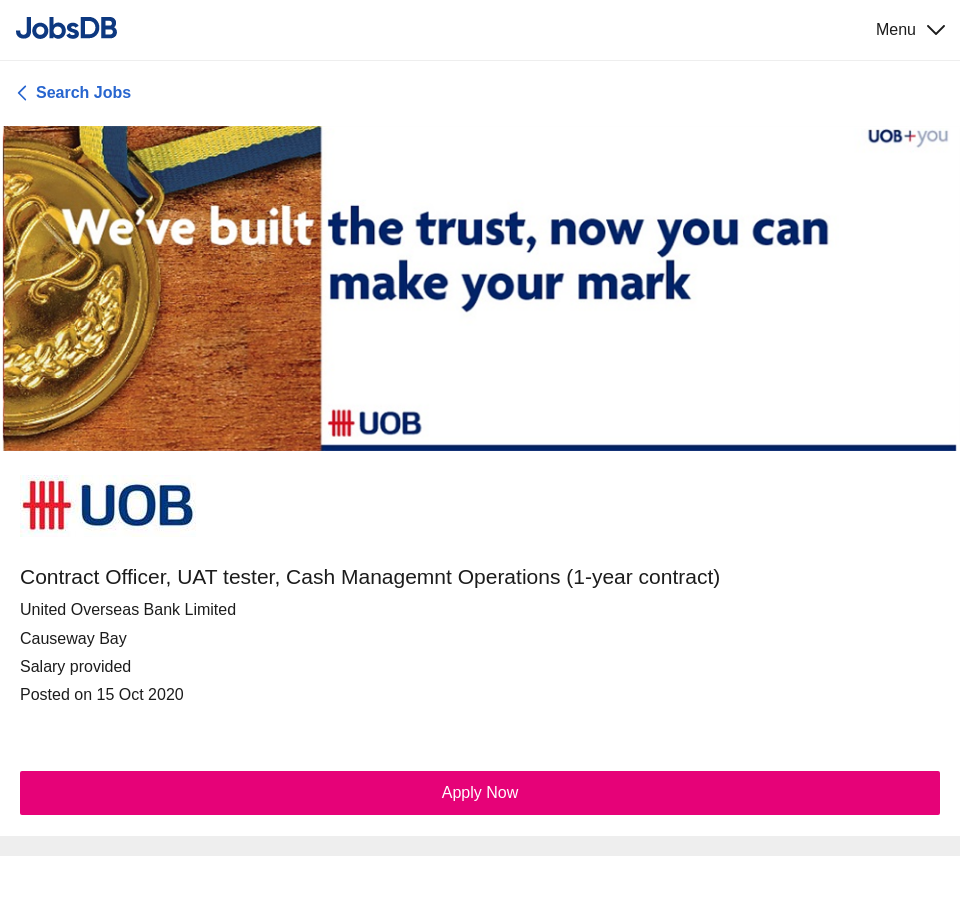 JobsDB
Menu
Search Jobs
UOB+you
We've built the trust, now you can
make your mark
UOB
UOB
Contract Officer, UAT tester, Cash Managemnt Operations (1-year contract)
United Overseas Bank Limited
Causeway Bay
Salary provided
Posted on 15 Oct 2020
Apply Now